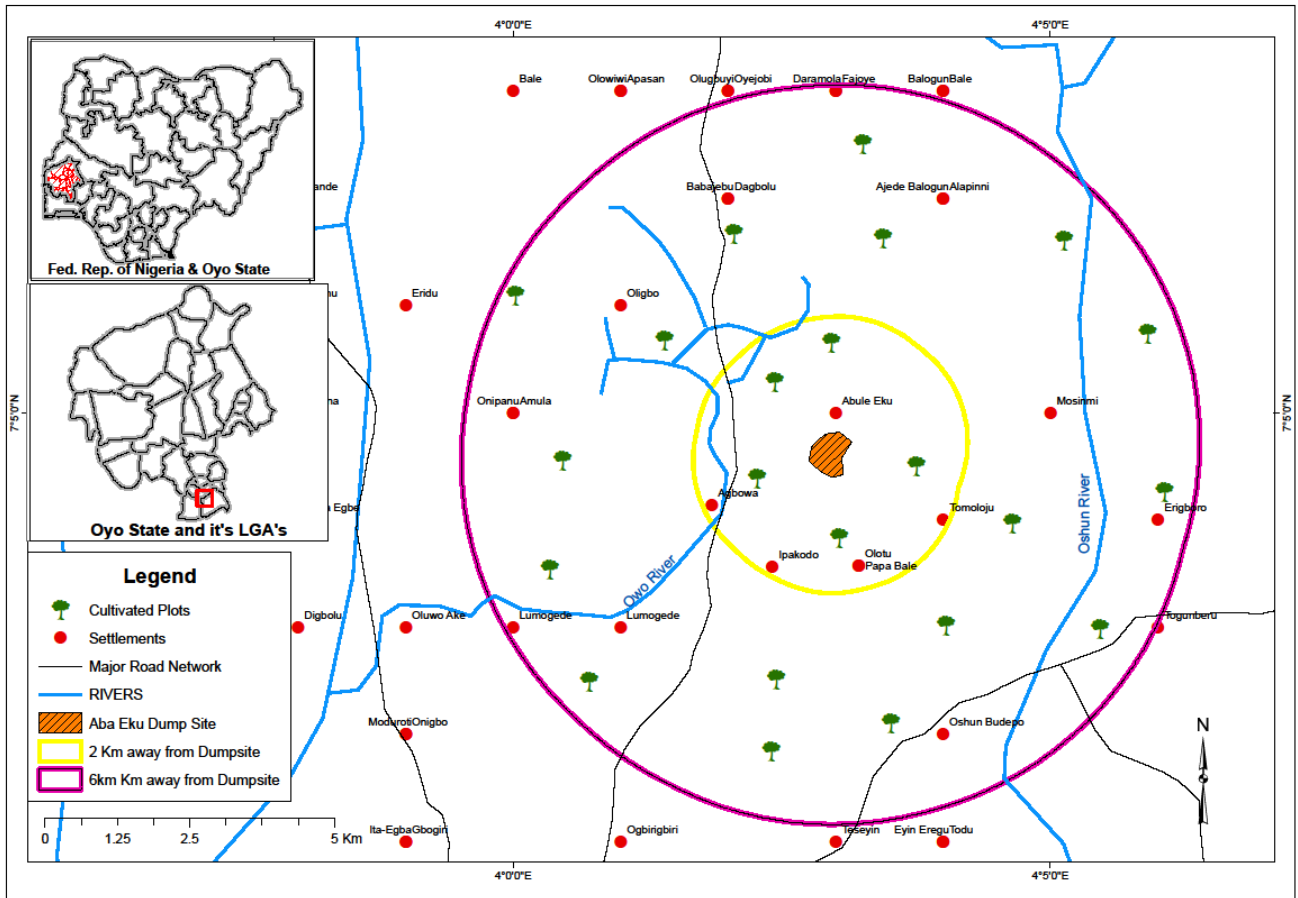 4°0'0"E
4°5'0"E
Bale
OlowiwiApasan
OlugbuyiOyejobi
DaramolaFajoye
BalogunBale
BabajebuDagbolu
Ajede BalogunAlapinni
Fed. Rep. of Nigeria & Oyo State
Eridu
Oligbo
7°5'0"N
OnipanuAmula
Abule Eku
Mosinmi
7°5'0"N
Agbowa
Tomoloju
Oshun River
Erigboro
Oyo State and it's LGA's
Ipakodo
Olotu
Papa Bale
Owo River
Legend
Cultivated Plots
Settlements
Major Road Network
RIVERS
Aba Eku Dump Site
2 Km away from Dumpsite
6km Km away from Dumpsite
Digbolu
Oluwo Ake
Lumogede
Lumogede
Togunberu
ModurotiOnigbo
Oshun Budepo
N
0
1.25
2.5
5 Km
Ita-EgbaGbogin
Ogbirigbiri
Teseyin
Eyin EreguTodu
4°0'0"E
4°5'0"E